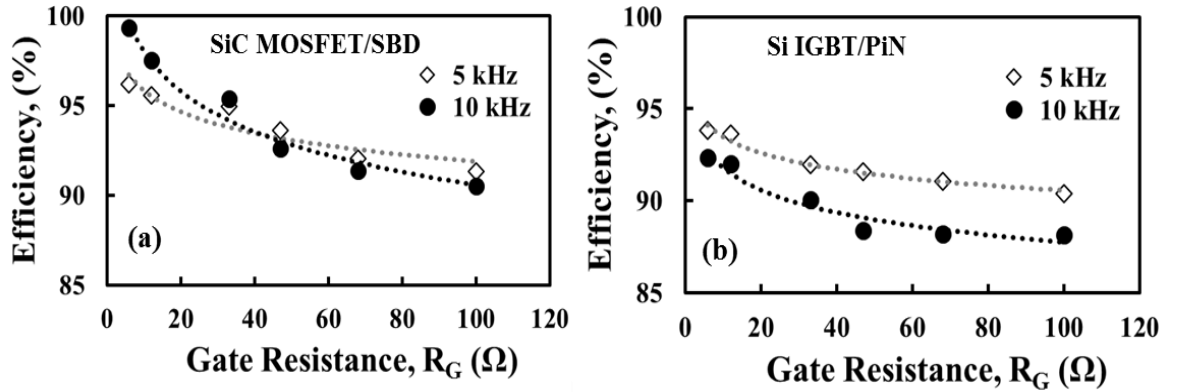 100
95
90
85
Efficiency, (%)
SiC MOSFET/SBD
5 kHz
10 kHz
(a)
0 20 40 60 80 100 120
Gate Resistance, RG (Ω)
100
95
90
85
Efficiency, (%)
Si IGBT/PiN
5 kHz
10 kHz
(b)
0 20 40 60 80 100 120
Gate Resistance, RG (Ω)